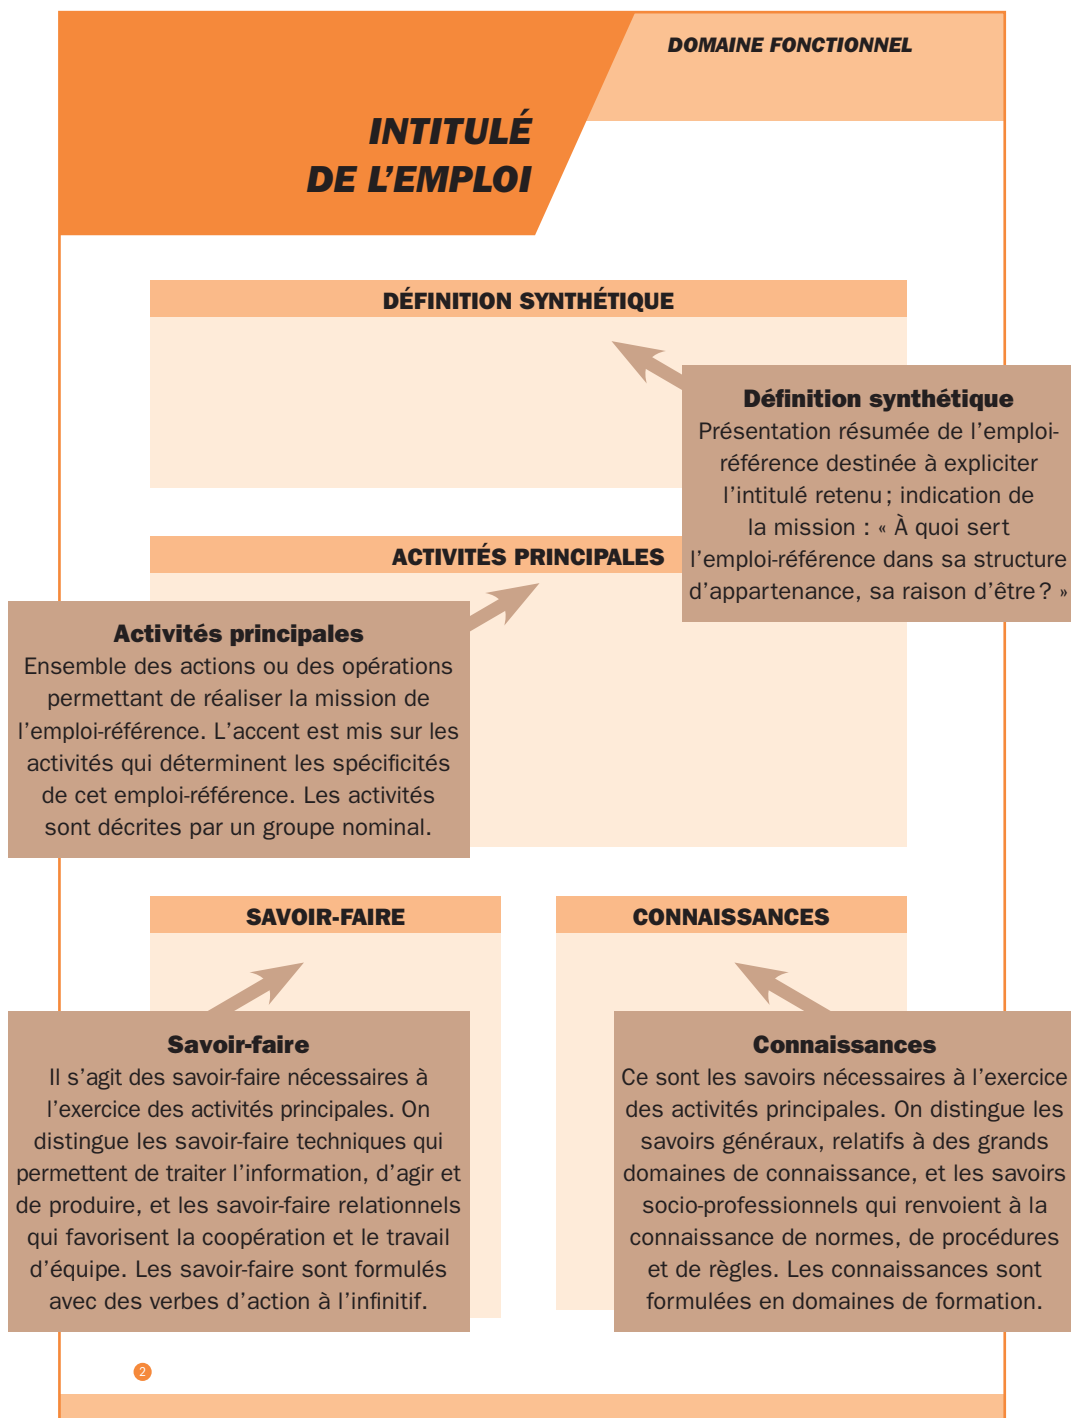 DOMAINE FONCTIONNEL
INTITULÉ
DE L’EMPLOI
DÉFINITION SYNTHÉTIQUE
Définition synthétique
Présentation résumée de l’emploi-
référence destinée à expliciter
l’intitulé retenu ; indication de
la mission : « À quoi sert
l’emploi-référence dans sa structure
d’appartenance, sa raison d’être ? »
ACTIVITÉS PRINCIPALES
Activités principales
Ensemble des actions ou des opérations
permettant de réaliser la mission de
l’emploi-référence. L’accent est mis sur les
activités qui déterminent les spécificités
de cet emploi-référence. Les activités
sont décrites par un groupe nominal.
SAVOIR-FAIRE
Savoir-faire
Il s’agit des savoir-faire nécessaires à
l’exercice des activités principales. On
distingue les savoir-faire techniques qui
permettent de traiter l’information, d’agir et
de produire, et les savoir-faire relationnels
qui favorisent la coopération et le travail
d’équipe. Les savoir-faire sont formulés
avec des verbes d’action à l’infinitif.
CONNAISSANCES
Connaissances
Ce sont les savoirs nécessaires à l’exercice
des activités principales. On distingue les
savoirs généraux, relatifs à des grands
domaines de connaissance, et les savoirs
socio-professionnels qui renvoient à la
connaissance de normes, de procédures
et de règles. Les connaissances sont
formulées en domaines de formation.
2